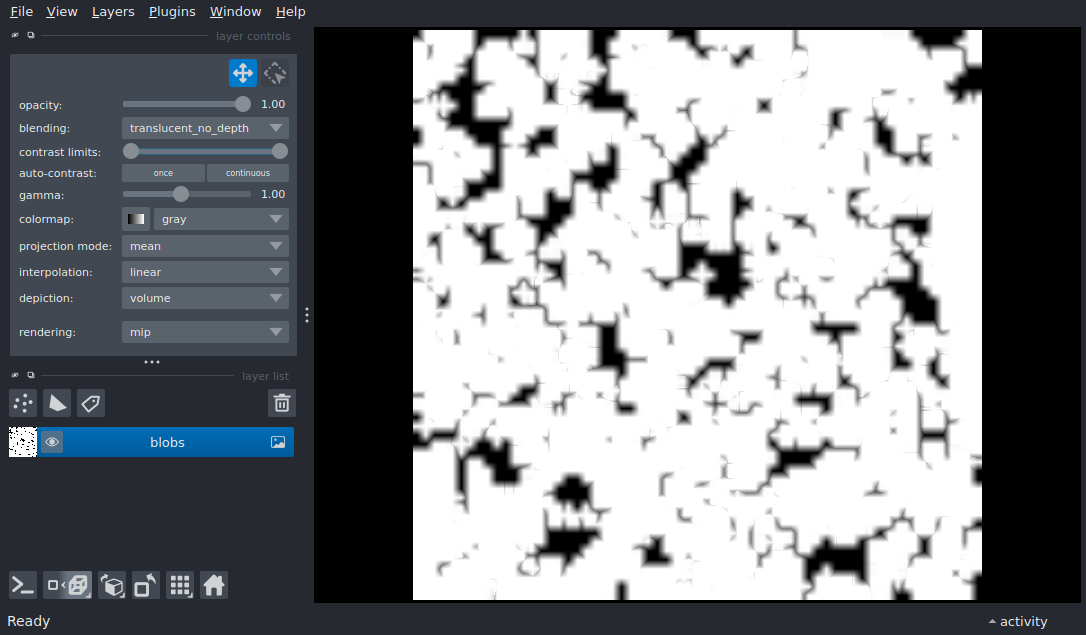 File View Layers Plugins Window Help
layer controls
opacity: 1.00
blending: translucent_no_depth
contrast limits:
auto-contrast: once continuous
gamma: 1.00
colormap: gray
projection mode: mean
interpolation: linear
depiction: volume
rendering: mip
layer list
blobs
Ready
activity